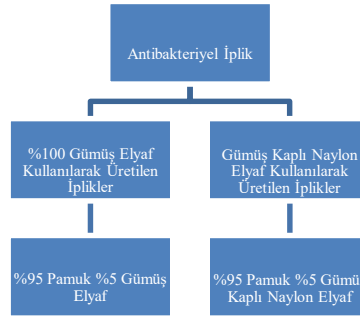 Antibakteriyel İplik
%100 Gümüş Elyaf
Kullanılarak Üretilen
İplikler
Gümüş Kaplı Naylon
Elyaf Kullanılarak
Üretilen İplikler
%95 Pamuk %5 Gümüş
Elyaf
%95 Pamuk %5 Gümü
Kaplı Naylon Elyaf